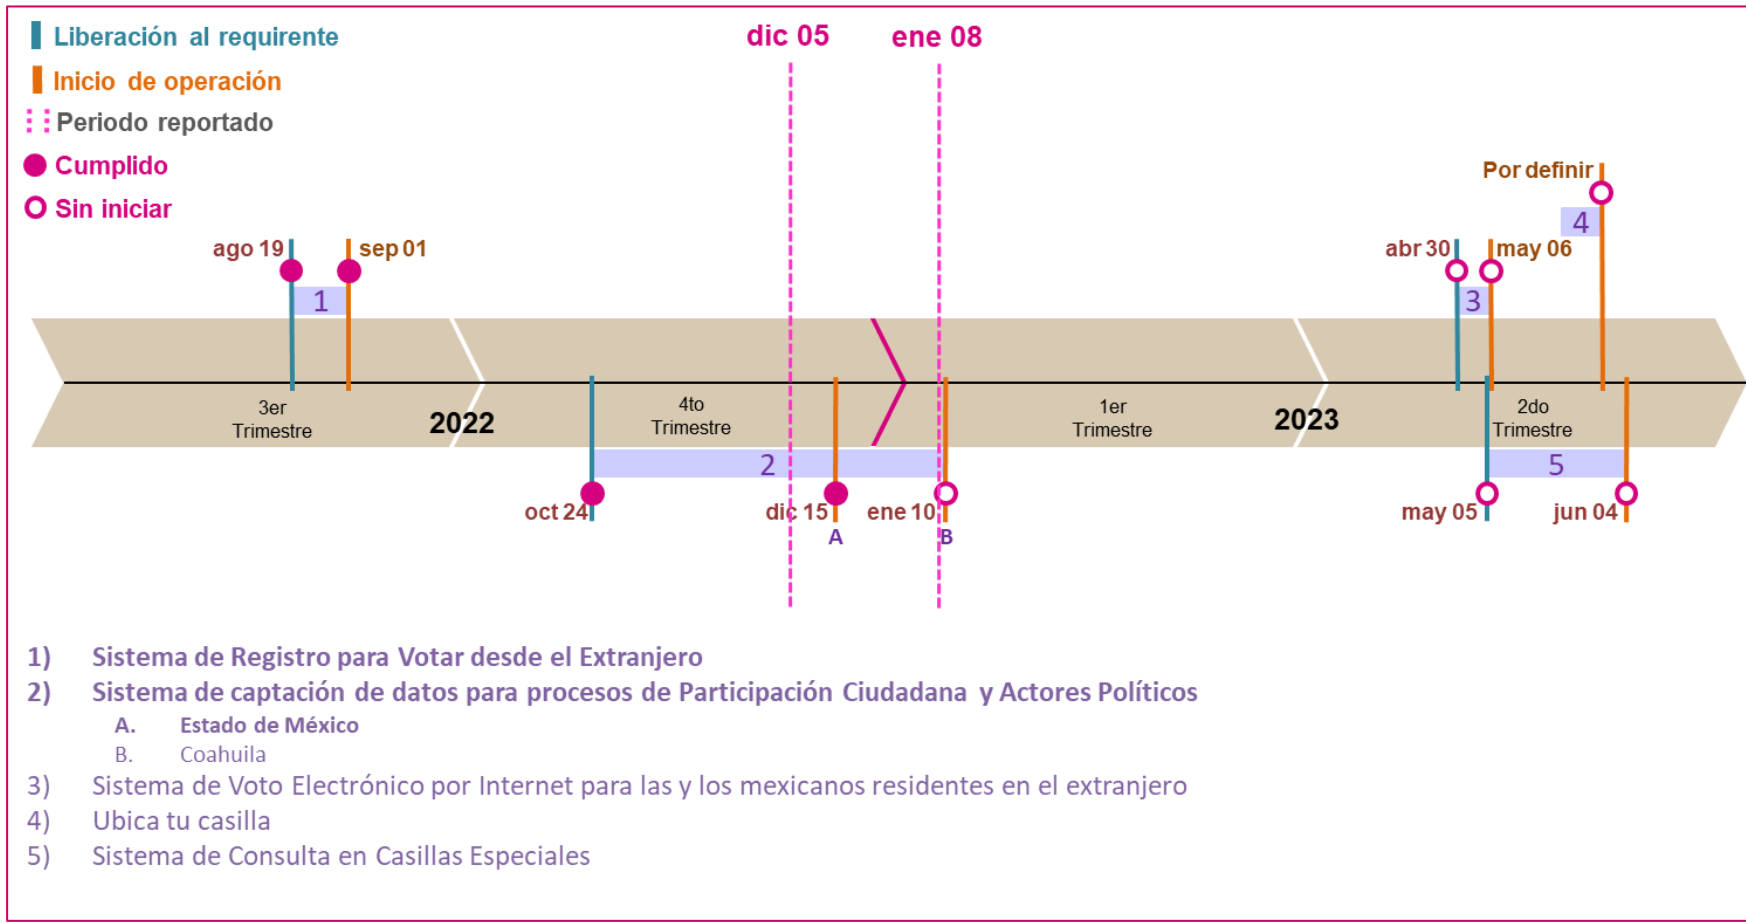 Liberación al requirente
Inicio de operación
Periodo reportado
Cumplido
Sin iniciar
dic 05
ene 08
ago 19
sep 01
1
Por definir
4
abr 30
may 06
3
3er
Trimestre
2022
4to
Trimestre
1er
Trimestre
2023
2do
Trimestre
2
5
oct 24
dic 15
ene 10
may 05
jun 04
A
B
1) Sistema de Registro para Votar desde el Extranjero
2) Sistema de captación de datos para procesos de Participación Ciudadana y Actores Políticos
A. Estado de México
B. Coahuila
3) Sistema de Voto Electrónico por Internet para las y los mexicanos residentes en el extranjero
4) Ubica tu casilla
5) Sistema de Consulta en Casillas Especiales